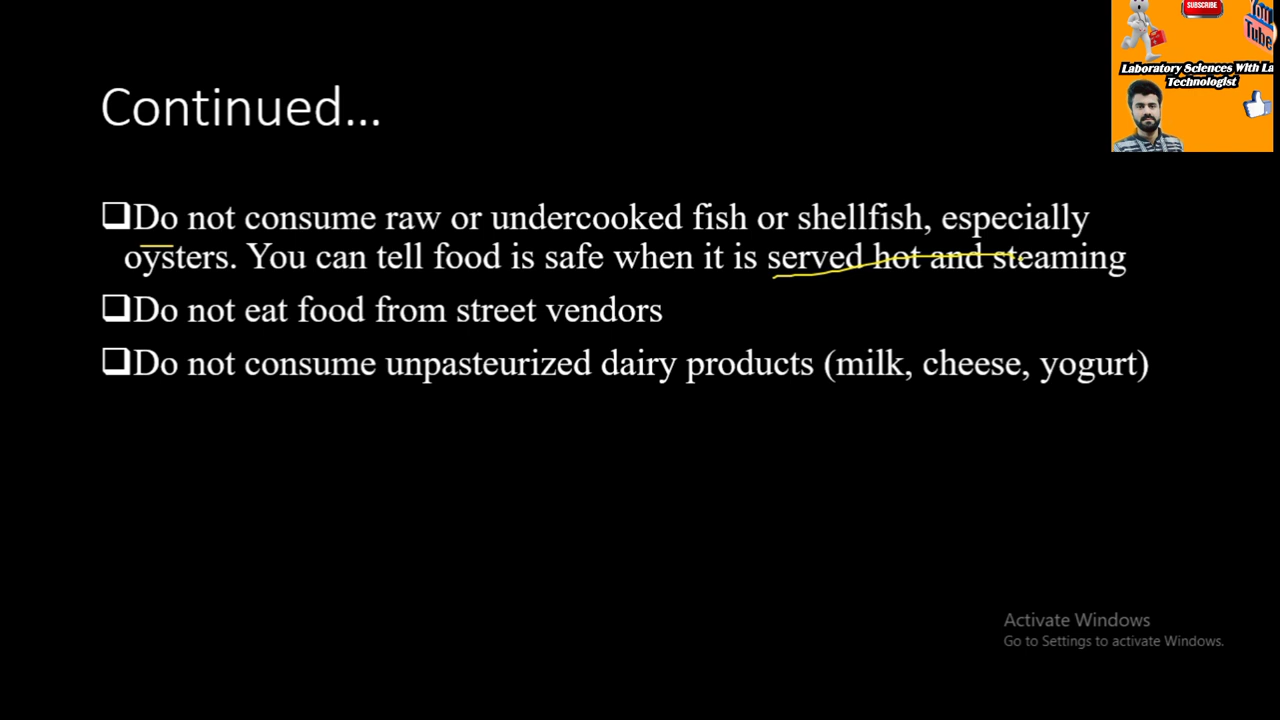 SUBSCRIBE
You
Tube
Laboratory Sciences With La
Technologist
Continued...
Do not consume raw or undercooked fish or shellfish, especially
oysters. You can tell food is safe when it is served hot and steaming
Do not eat food from street vendors
Do not consume unpasteurized dairy products (milk, cheese, yogurt)
Activate Windows
Go to Settings to activate Windows.